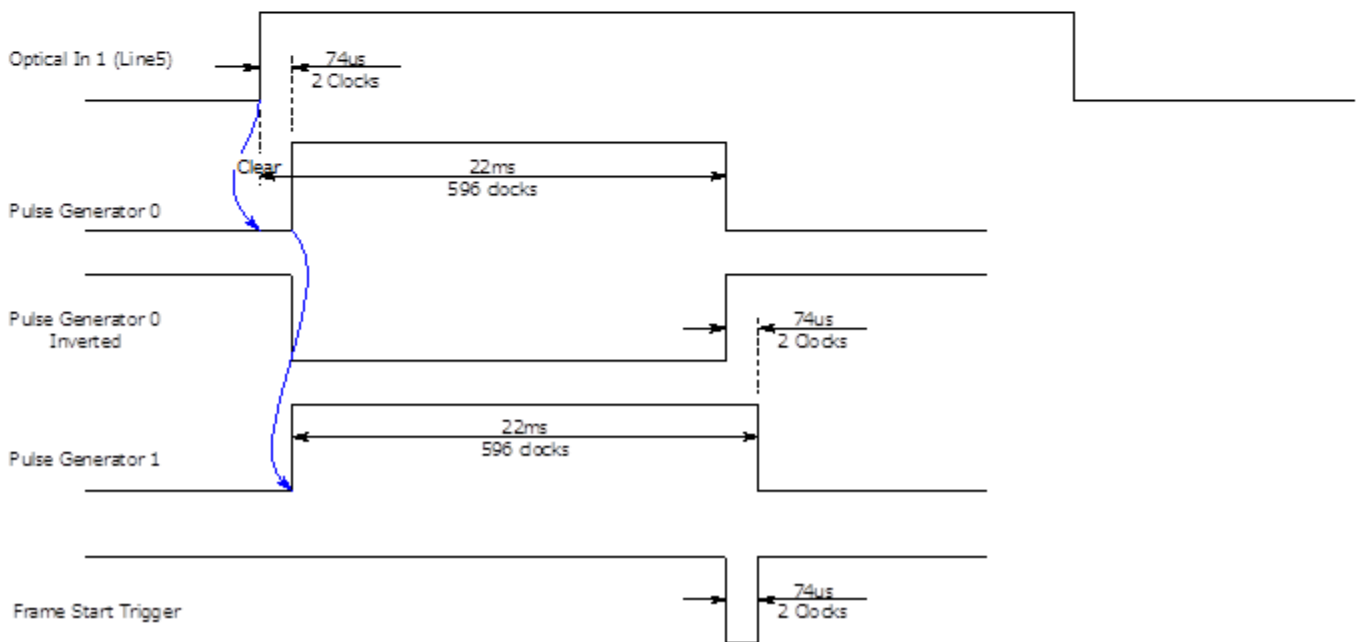 Optical In 1 (Line5)
74us
2 Clocks
Clear
22ms
596 clocks
Pulse Generator 0
Pulse Generator 0
Inverted
74us
2 Clocks
22ms
596 clocks
Pulse Generator 1
74us
2 Clocks
Frame Start Trigger